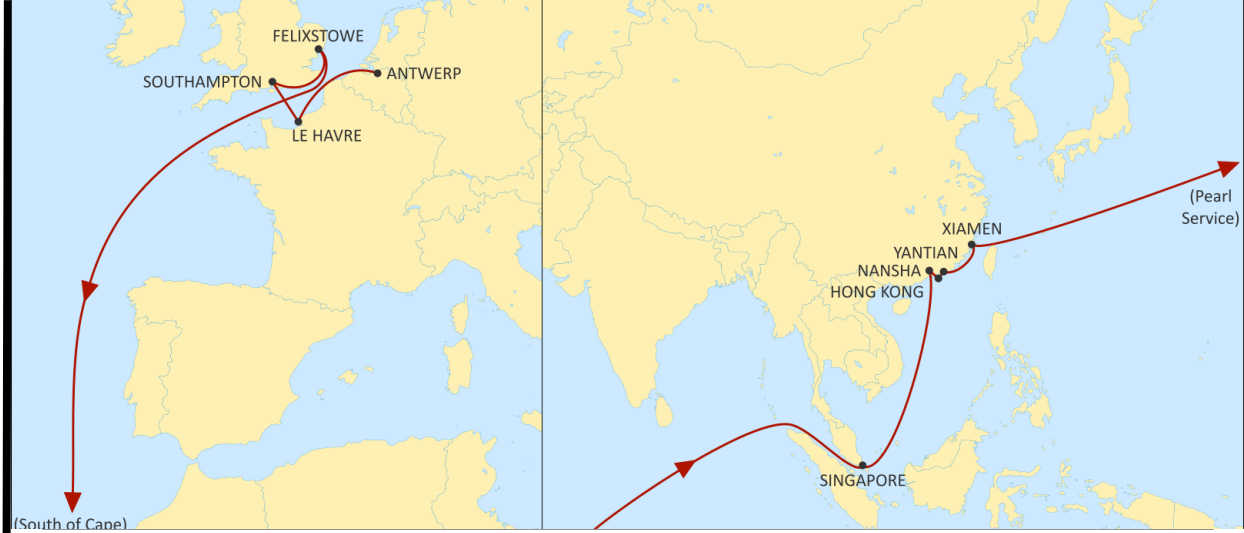 FELIXSTOWE
SOUTHAMPTON
ANTWERP
LE HAVRE
(South of Cape)
(Pearl
Service)
XIAMEN
YANTIAN
NANSHA
HONG KONG
SINGAPORE